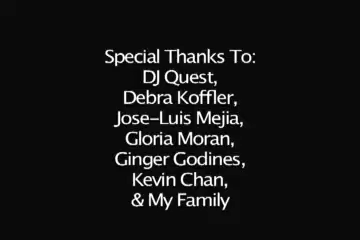 Special Thanks To:
DJ Quest,
Debra Koffler,
Jose-Luis Mejia,
Gloria Moran,
Ginger Godines,
Kevin Chan,
& My Family